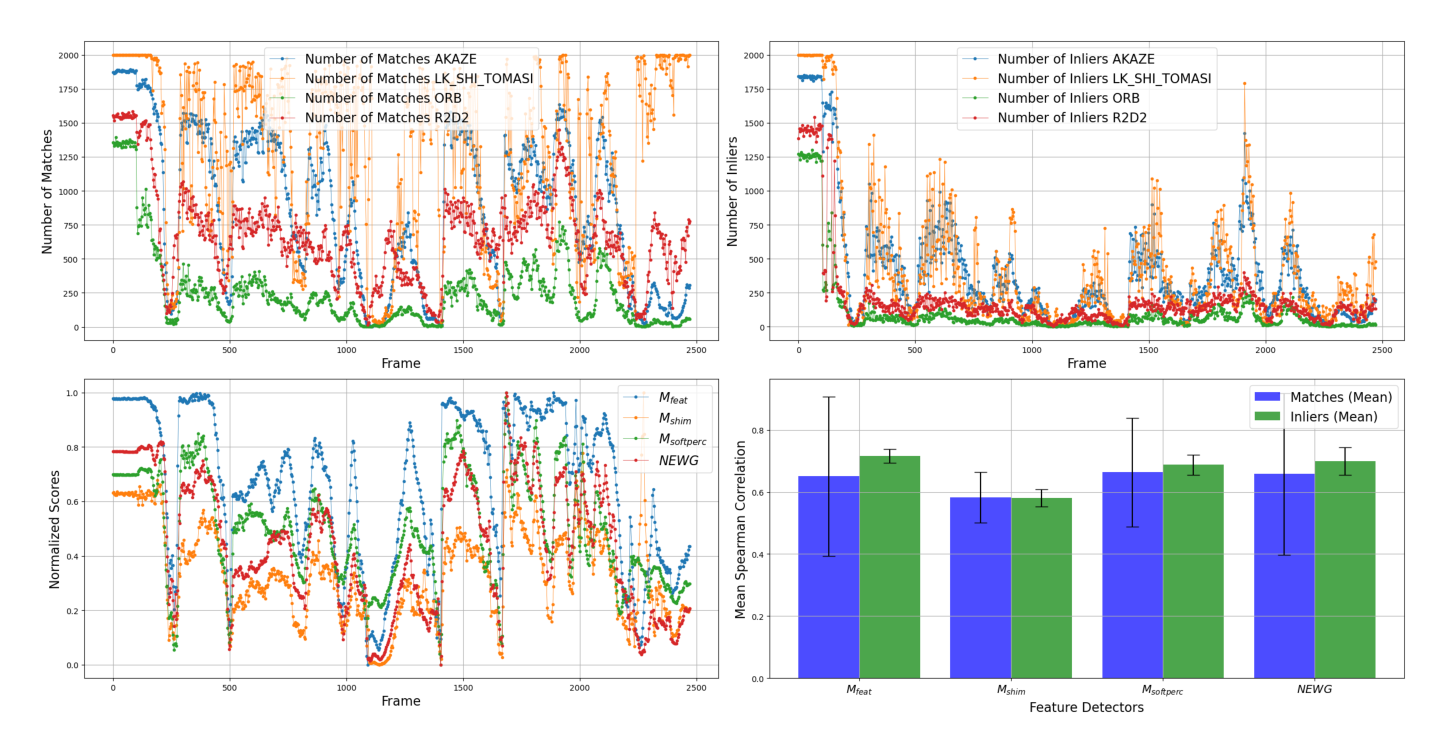 Number of Matches
2000
1750
1500
1250
1000
750
500
250
0
Number of Matches AKAZE
Number of Matches LK_SHI_TOMASI
Number of Matches ORB
Number of Matches R2D2
0
500
1000
1500
2000
2500
Frame
Number of Inliers
2000
1750
1500
1250
1000
750
500
250
0
Number of Inliers AKAZE
Number of Inliers LK_SHI_TOMASI
Number of Inliers ORB
Number of Inliers R2D2
0
500
1000
1500
2000
2500
Frame
Normalized Scores
1.0
0.8
0.6
0.4
0.2
0.0
M_feat
M_shim
M_softperc
NEWG
0
500
1000
1500
2000
2500
Frame
Mean Spearman Correlation
0.8
0.6
0.4
0.2
0.0
Matches (Mean)
Inliers (Mean)
M_feat
M_shim
M_softperc
NEWG
Feature Detectors